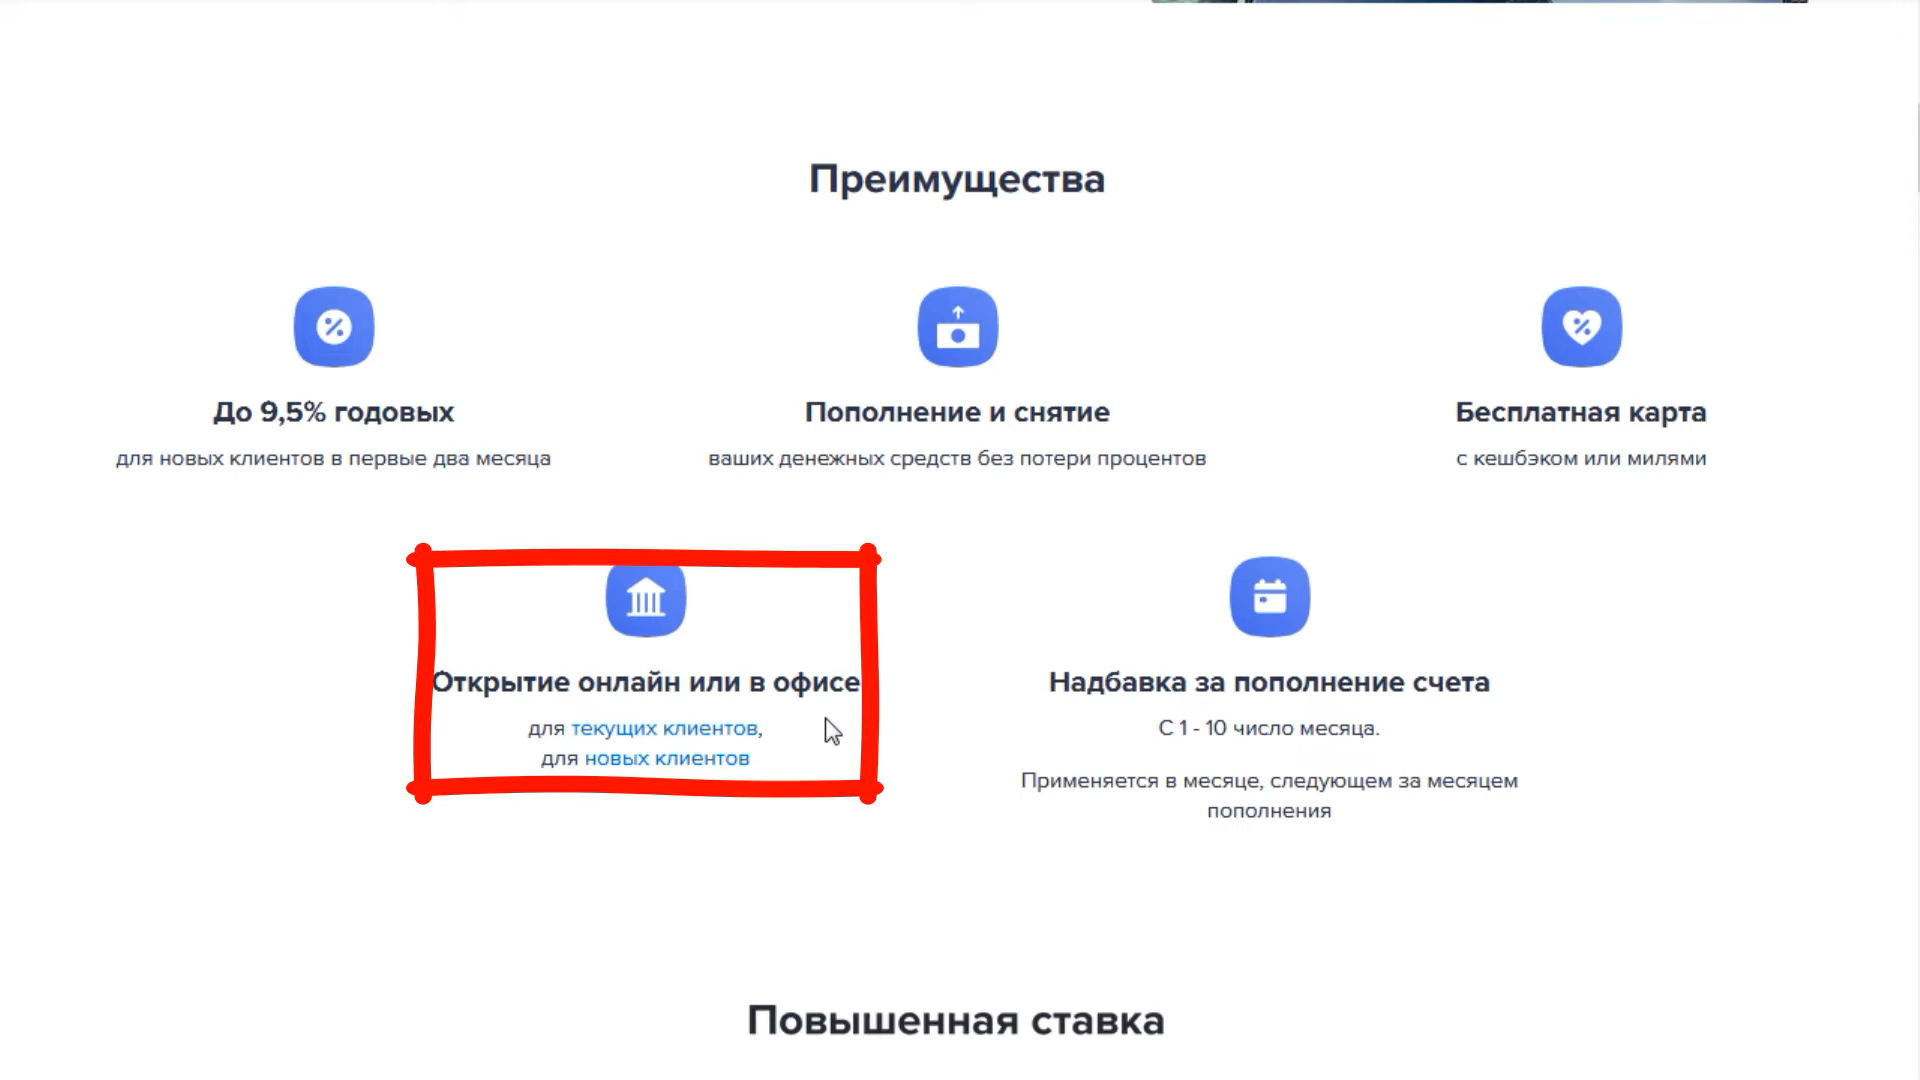 Преимущества
До 9,5% годовых
для новых клиентов в первые два месяца
Пополнение и снятие
ваших денежных средств без потери процентов
Бесплатная карта
с кешбэком или милями
Открытие онлайн или в офисе
для текущих клиентов,
для новых клиентов
Надбавка за пополнение счета
С 1 - 10 число месяца.
Применяется в месяце, следующем за месяцем
пополнения
Повышенная ставка